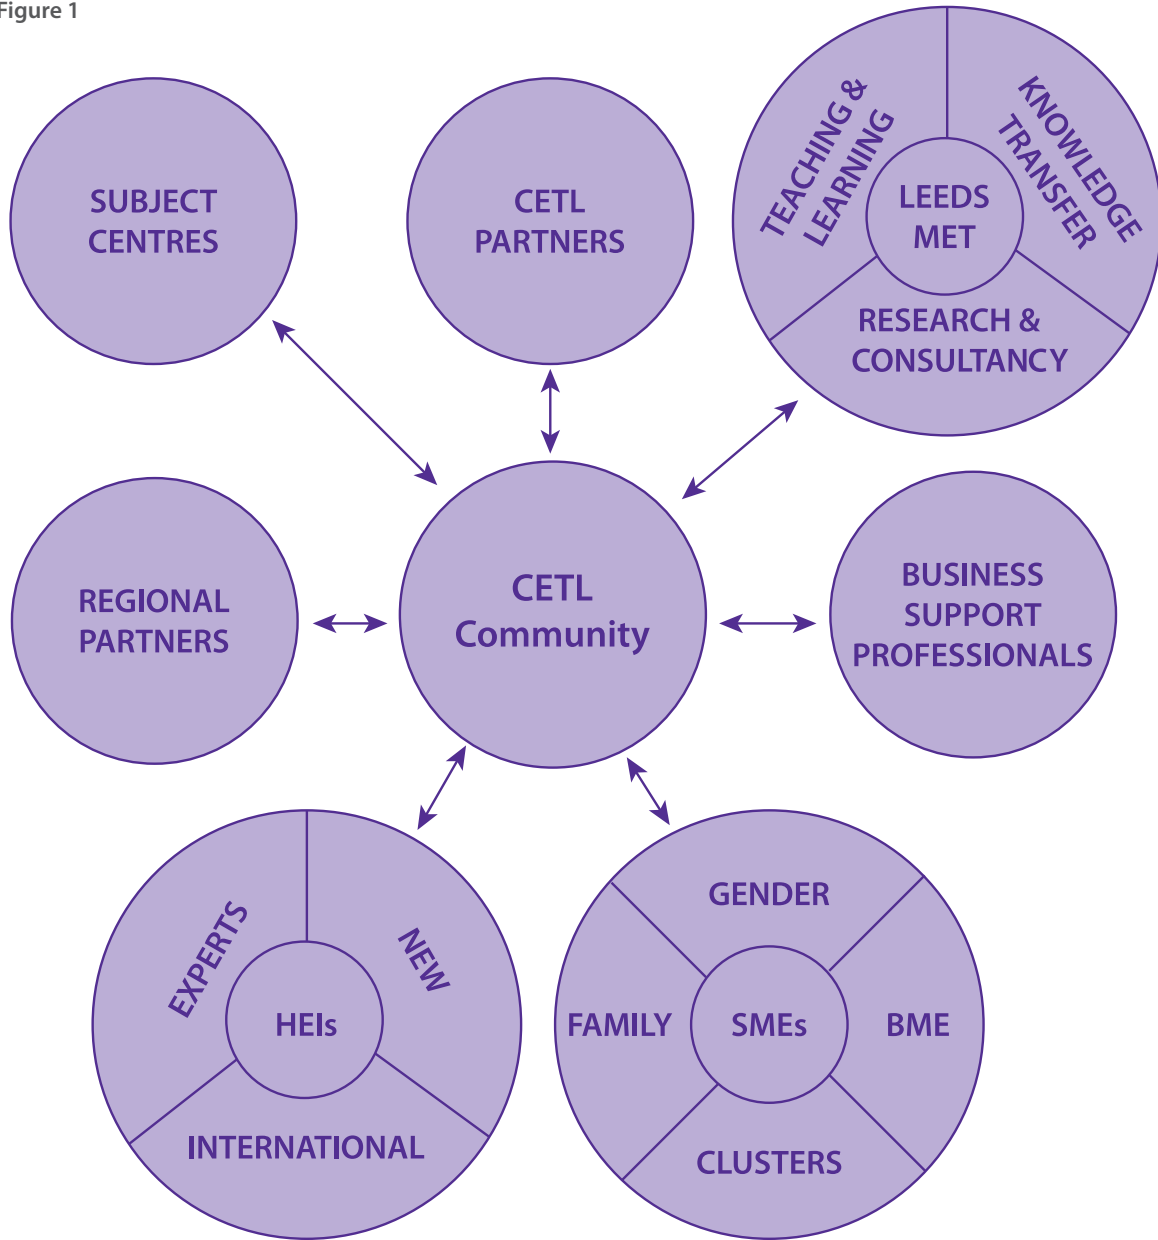 Figure 1
SUBJECT
CENTRES
CETL
PARTNERS
TEACHING &
LEARNING
KNOWLEDGE
TRANSFER
LEEDS
MET
RESEARCH &
CONSULTANCY
REGIONAL
PARTNERS
CETL
Community
BUSINESS
SUPPORT
PROFESSIONALS
EXPERTS
NEW
HEIs
INTERNATIONAL
GENDER
FAMILY
SMEs
BME
CLUSTERS